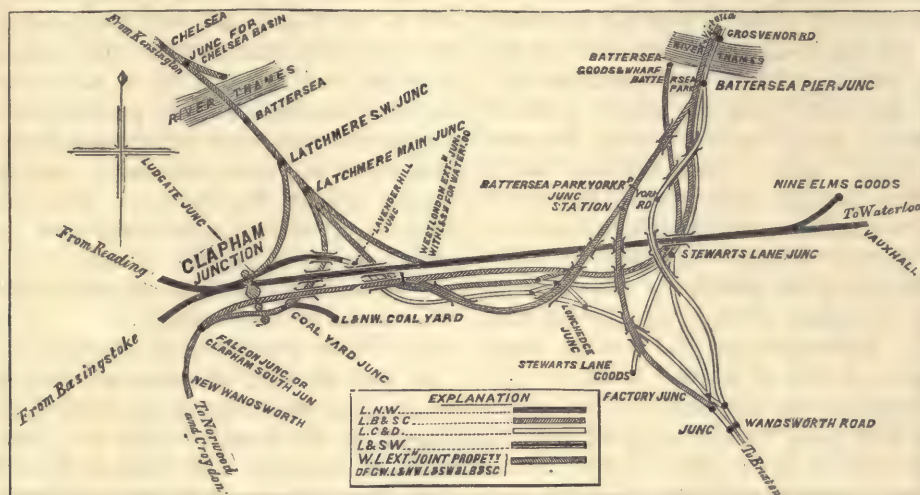 From Kensington
CHELSEA
JUNC FOR
CHELSEA BASIN
RIVER THAMES
BATTERSEA
LATCHMERE S.W. JUNC
LATCHMERE MAIN JUNC
LUDGATE JUNC
LAVENDER HILL
JUNC
WEST LONDON EXTN JUN.
WITH L&SW FOR WATERLOO
From Reading
CLAPHAM
JUNCTION
From Basingstoke
L&NW. COAL YARD
COAL YARD JUNC
FALCON JUNC. OR
CLAPHAM SOUTH JUN
NEW WANDSWORTH
To Norwood
and Croydon
Victoria
GROSVENOR RD
RIVER THAMES
BATTERSEA
GOODS & WHARF
BATTERSEA
PARK
BATTERSEA PIER JUNC
BATTERSEA PARK. YORK R
JUNC
STATION
YORK
RD
NINE ELMS GOODS
To Waterloo
VAUXHALL
STEWARTS LANE JUNC
LONGHEDGE
JUNC
STEWARTS LANE
GOODS
FACTORY JUNC
JUNC
WANDSWORTH ROAD
To Brixton
EXPLANATION
L.N.W.
L.B & S C
L.C & D
L & S W.
W.L. EXTN JOINT PROPETY
OF G.W. L&NW L&SW & L B & SC